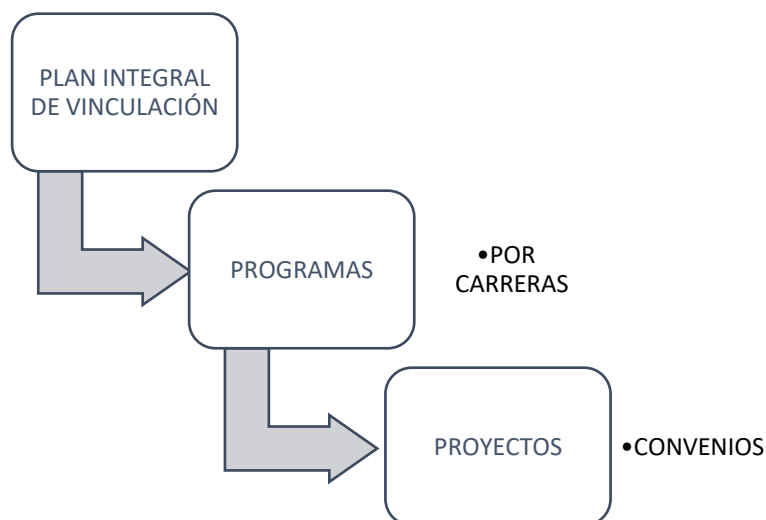 PLAN INTEGRAL
DE VINCULACIÓN
PROGRAMAS
•POR
CARRERAS
PROYECTOS
•CONVENIOS